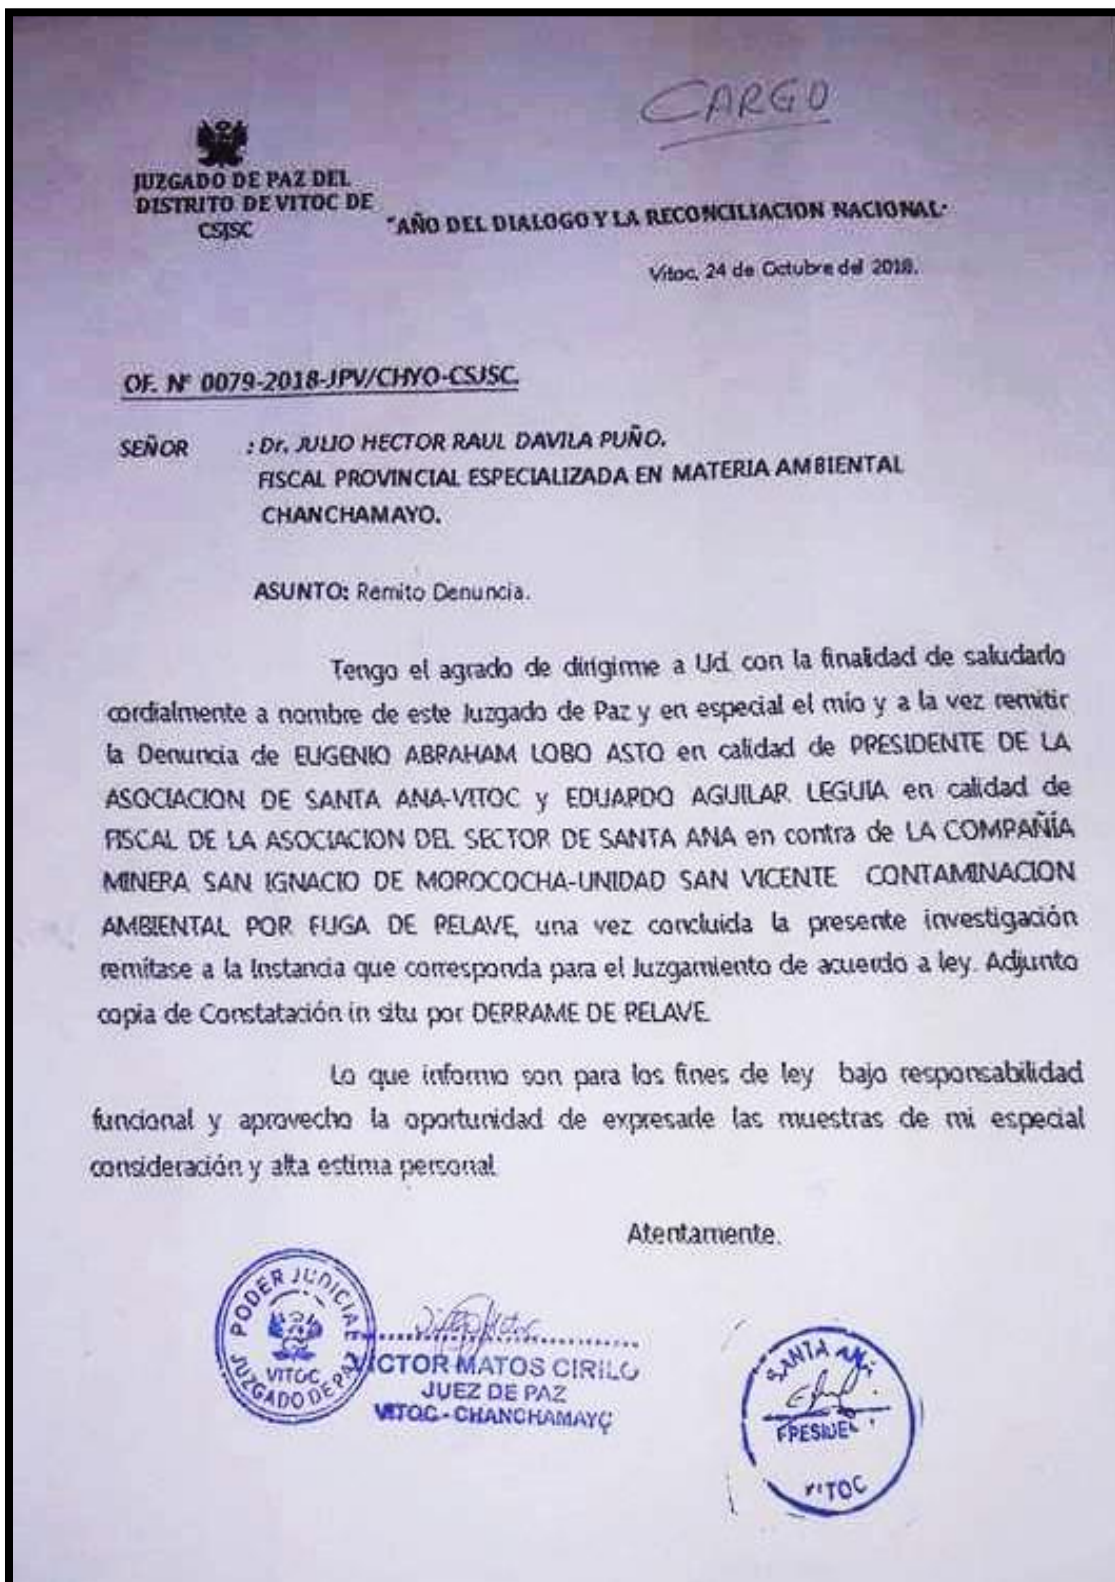 CARGO
JUZGADO DE PAZ DEL
DISTRITO DE VITOC DE
CSJSC
"AÑO DEL DIALOGO Y LA RECONCILIACION NACIONAL"
Vitoc, 24 de Octubre del 2018.
OF. Nº 0079-2018-JPV/CHYO-CSJSC.
SEÑOR : Dr. JULIO HECTOR RAUL DAVILA PUÑO.
FISCAL PROVINCIAL ESPECIALIZADA EN MATERIA AMBIENTAL
CHANCHAMAYO.
ASUNTO: Remito Denuncia.
Tengo el agrado de dirigirme a Ud. con la finalidad de saludarlo
cordialmente a nombre de este Juzgado de Paz y en especial el mío y a la vez remitir
la Denuncia de EUGENIO ABRAHAM LOBO ASTO en calidad de PRESIDENTE DE LA
ASOCIACION DE SANTA ANA-VITOC y EDUARDO AGUILAR LEGUIA en calidad de
FISCAL DE LA ASOCIACION DEL SECTOR DE SANTA ANA en contra de LA COMPAÑÍA
MINERA SAN IGNACIO DE MOROCOCHA-UNIDAD SAN VICENTE CONTAMINACION
AMBIENTAL POR FUGA DE RELAVE, una vez concluida la presente investigación
remítase a la Instancia que corresponda para el Juzgamiento de acuerdo a ley. Adjunto
copia de Constatación in situ por DERRAME DE RELAVE.
Lo que informo son para los fines de ley bajo responsabilidad
funcional y aprovecho la oportunidad de expresarle las muestras de mi especial
consideración y alta estima personal.
Atentamente.
PODER JUDICIAL
VITOC
JUZGADO DE PAZ
VICTOR MATOS CIRILO
JUEZ DE PAZ
VITOC - CHANCHAMAYO
SANTA ANA
VITOC